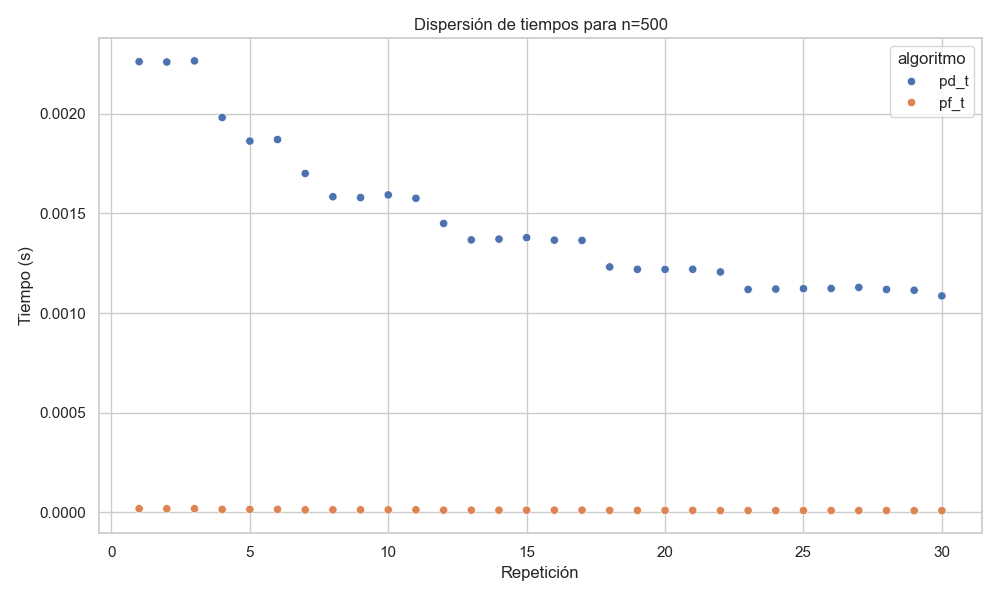 Dispersión de tiempos para n=500
algoritmo
pd_t
pf_t
Tiempo (s)
0.0020
0.0015
0.0010
0.0005
0.0000
0 5 10 15 20 25 30
Repetición